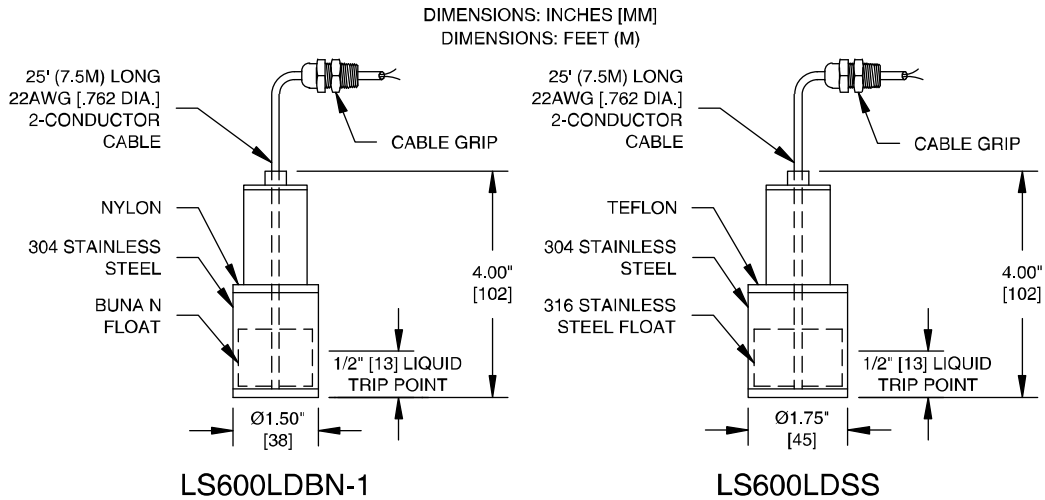 DIMENSIONS: INCHES [MM]
DIMENSIONS: FEET (M)
25' (7.5M) LONG
22AWG [.762 DIA.]
2-CONDUCTOR
CABLE
CABLE GRIP
NYLON
304 STAINLESS
STEEL
BUNA N
FLOAT
4.00"
[102]
1/2" [13] LIQUID
TRIP POINT
Ø1.50"
[38]
LS600LDBN-1
25' (7.5M) LONG
22AWG [.762 DIA.]
2-CONDUCTOR
CABLE
CABLE GRIP
TEFLON
304 STAINLESS
STEEL
316 STAINLESS
STEEL FLOAT
4.00"
[102]
1/2" [13] LIQUID
TRIP POINT
Ø1.75"
[45]
LS600LDSS